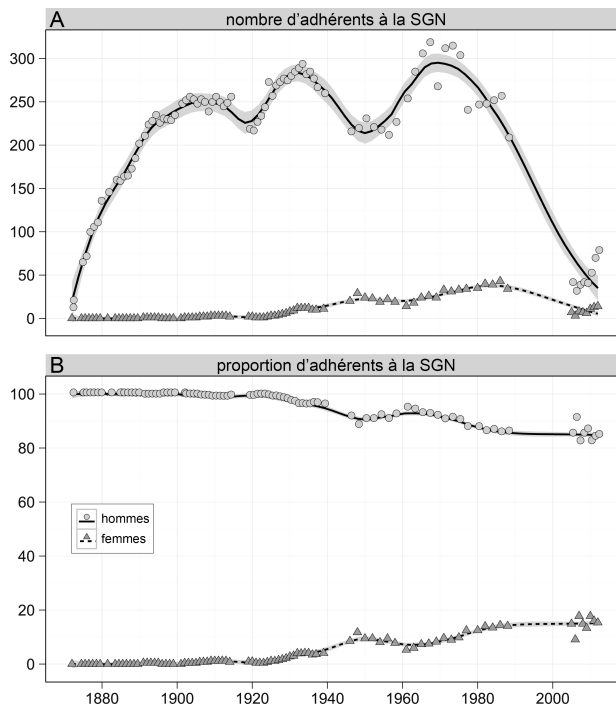 A
nombre d’adhérents à la SGN
300
250
200
150
100
50
0
B
proportion d’adhérents à la SGN
100
80
60
40
20
0
hommes
femmes
1880 1900 1920 1940 1960 1980 2000